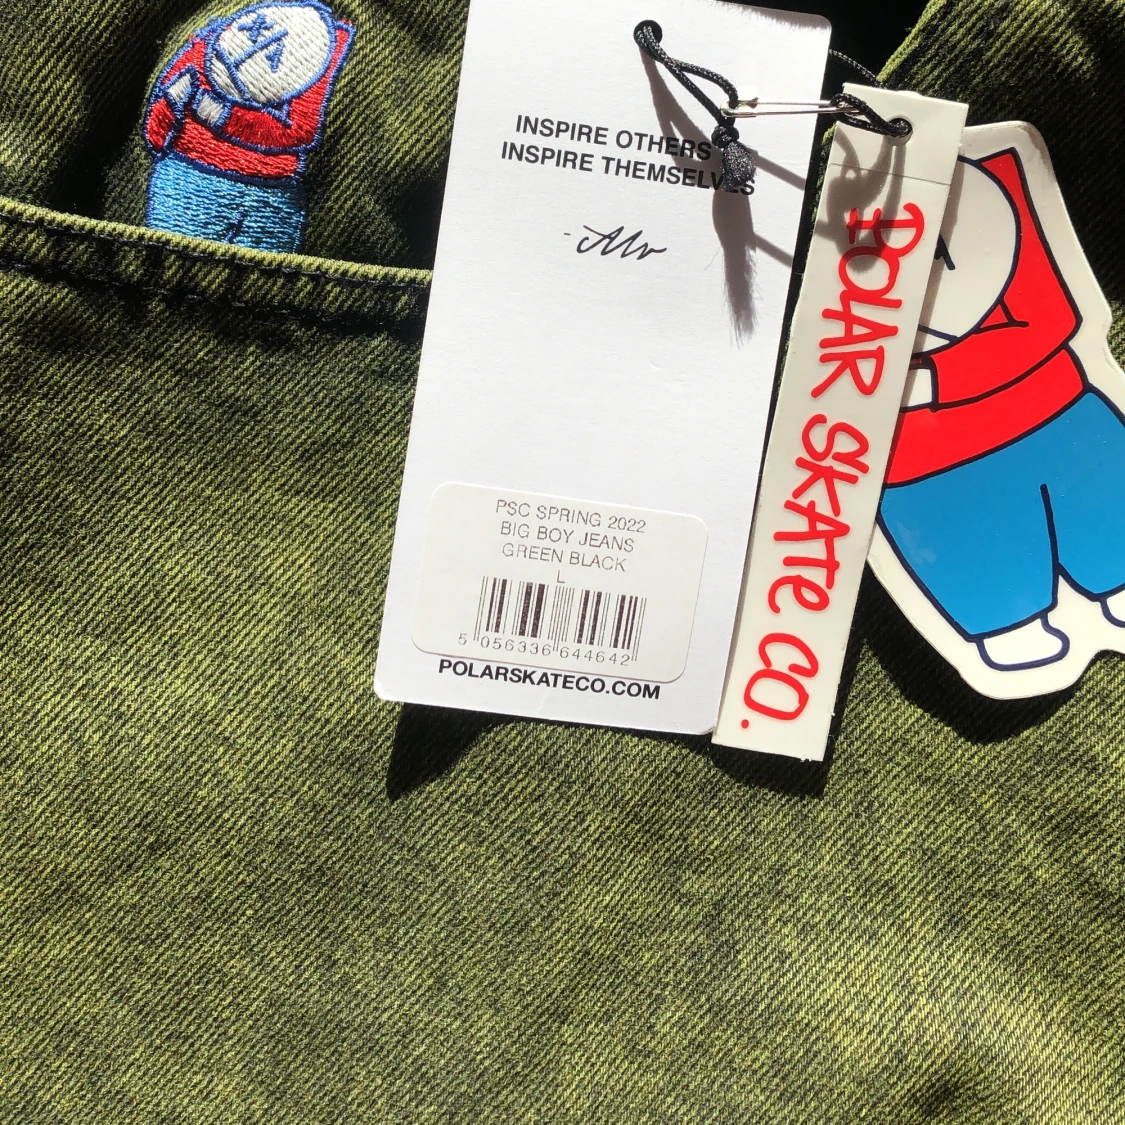 INSPIRE OTHERS
INSPIRE THEMSELVES
PSC SPRING 2022
BIG BOY JEANS
GREEN BLACK
L
5 056336 644642
POLARSKATECO.COM
POLAR SKATE CO.